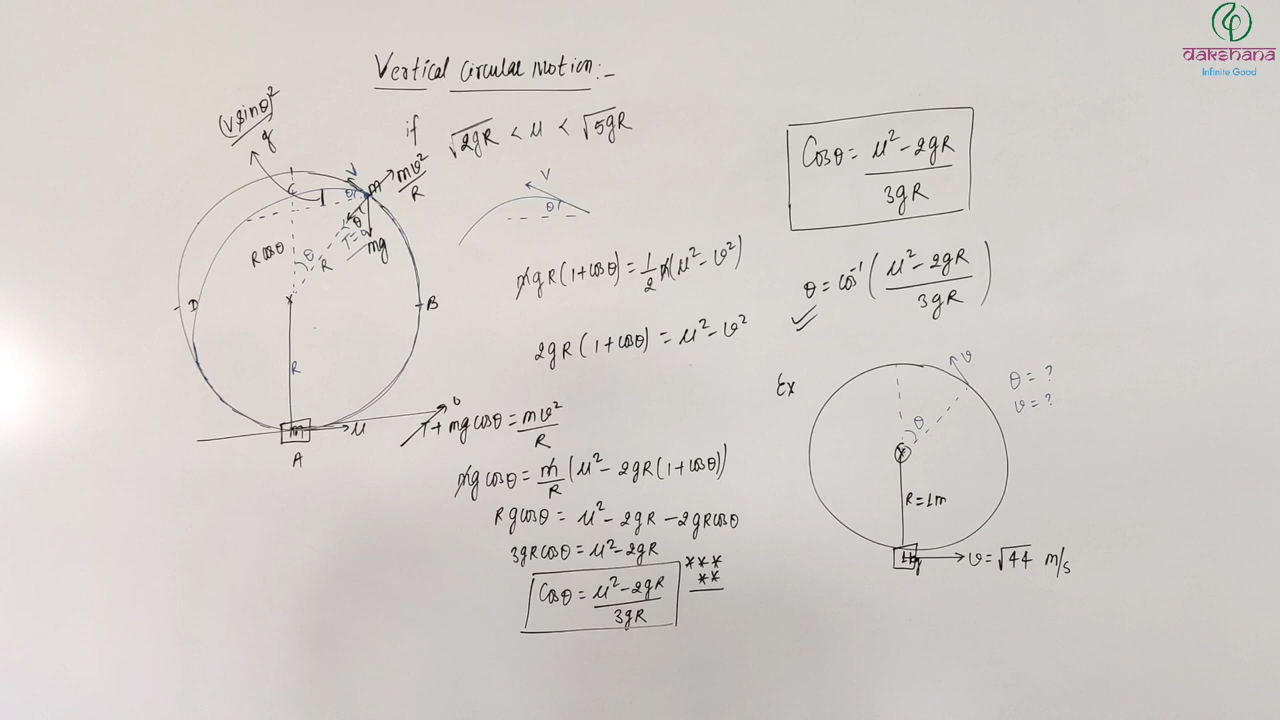 dakshana
Infinite Good
Vertical Circular Motion:-
if √2gR < u < √5gR
(vsinθ)²/g
mv²/R
V
m
C
θ
θ
T=0
mg
R cosθ
θ
R
D
B
R
m
u
A
υ
V
θ
mgR(1+cosθ) = 1/2 m(u² - v²)
2gR(1+cosθ) = u² - v²
T + mg cosθ = mv²/R
mg cosθ = m/R (u² - 2gR(1+cosθ))
Rg cosθ = u² - 2gR - 2gR cosθ
3gR cosθ = u² - 2gR
Cosθ = (u² - 2gR)/3gR
***
**
Cosθ = (u² - 2gR)/3gR
θ = cos⁻¹((u² - 2gR)/3gR)
Ex
v
θ = ?
v = ?
θ
R = 1m
1kg
v = √44 m/s